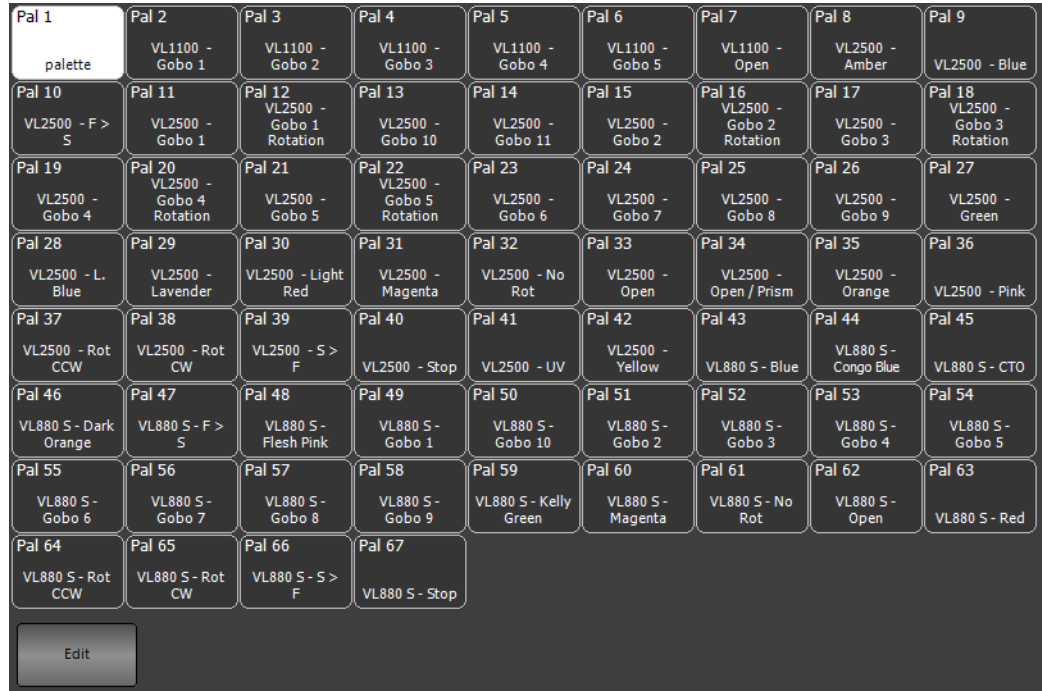 Pal 1
palette
Pal 2
VL1100 -
Gobo 1
Pal 3
VL1100 -
Gobo 2
Pal 4
VL1100 -
Gobo 3
Pal 5
VL1100 -
Gobo 4
Pal 6
VL1100 -
Gobo 5
Pal 7
VL1100 -
Open
Pal 8
VL2500 -
Amber
Pal 9
VL2500 - Blue
Pal 10
VL2500 - F >
S
Pal 11
VL2500 -
Gobo 1
Pal 12
VL2500 -
Gobo 1
Rotation
Pal 13
VL2500 -
Gobo 10
Pal 14
VL2500 -
Gobo 11
Pal 15
VL2500 -
Gobo 2
Pal 16
VL2500 -
Gobo 2
Rotation
Pal 17
VL2500 -
Gobo 3
Pal 18
VL2500 -
Gobo 3
Rotation
Pal 19
VL2500 -
Gobo 4
Pal 20
VL2500 -
Gobo 4
Rotation
Pal 21
VL2500 -
Gobo 5
Pal 22
VL2500 -
Gobo 5
Rotation
Pal 23
VL2500 -
Gobo 6
Pal 24
VL2500 -
Gobo 7
Pal 25
VL2500 -
Gobo 8
Pal 26
VL2500 -
Gobo 9
Pal 27
VL2500 -
Green
Pal 28
VL2500 - L.
Blue
Pal 29
VL2500 -
Lavender
Pal 30
VL2500 - Light
Red
Pal 31
VL2500 -
Magenta
Pal 32
VL2500 - No
Rot
Pal 33
VL2500 -
Open
Pal 34
VL2500 -
Open / Prism
Pal 35
VL2500 -
Orange
Pal 36
VL2500 - Pink
Pal 37
VL2500 - Rot
CCW
Pal 38
VL2500 - Rot
CW
Pal 39
VL2500 - S >
F
Pal 40
VL2500 - Stop
Pal 41
VL2500 - UV
Pal 42
VL2500 -
Yellow
Pal 43
VL880 S - Blue
Pal 44
VL880 S -
Congo Blue
Pal 45
VL880 S - CTO
Pal 46
VL880 S - Dark
Orange
Pal 47
VL880 S - F >
S
Pal 48
VL880 S -
Flesh Pink
Pal 49
VL880 S -
Gobo 1
Pal 50
VL880 S -
Gobo 10
Pal 51
VL880 S -
Gobo 2
Pal 52
VL880 S -
Gobo 3
Pal 53
VL880 S -
Gobo 4
Pal 54
VL880 S -
Gobo 5
Pal 55
VL880 S -
Gobo 6
Pal 56
VL880 S -
Gobo 7
Pal 57
VL880 S -
Gobo 8
Pal 58
VL880 S -
Gobo 9
Pal 59
VL880 S - Kelly
Green
Pal 60
VL880 S -
Magenta
Pal 61
VL880 S - No
Rot
Pal 62
VL880 S -
Open
Pal 63
VL880 S - Red
Pal 64
VL880 S - Rot
CCW
Pal 65
VL880 S - Rot
CW
Pal 66
VL880 S - S >
F
Pal 67
VL880 S - Stop
Edit